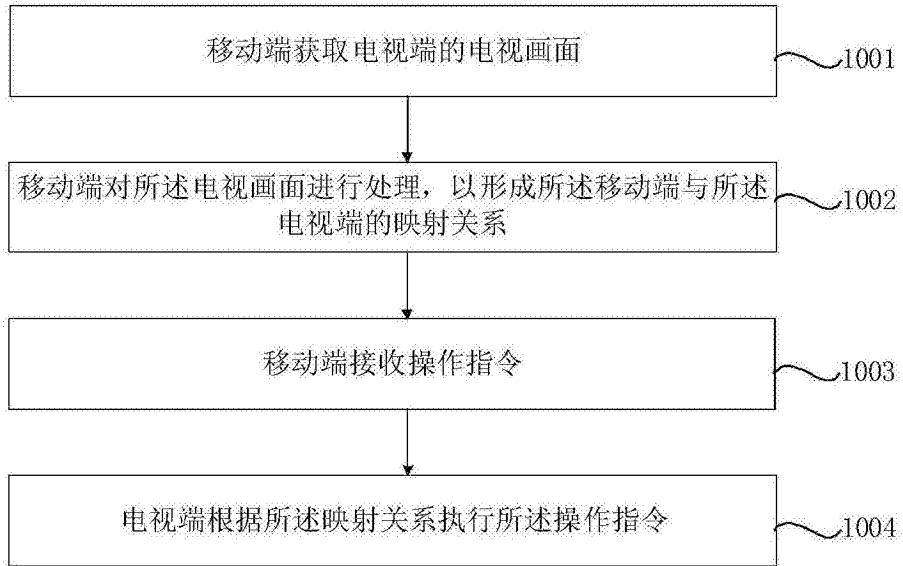 移动端获取电视端的电视画面
1001
移动端对所述电视画面进行处理，以形成所述移动端与所述
电视端的映射关系
1002
移动端接收操作指令
1003
电视端根据所述映射关系执行所述操作指令
1004